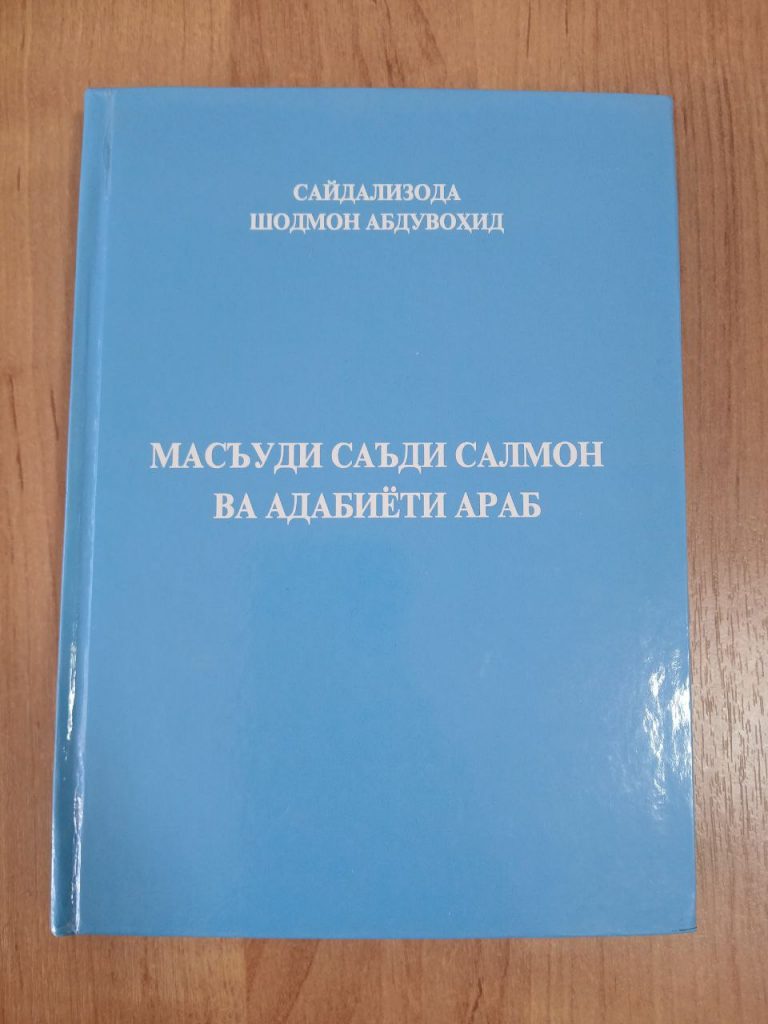 САЙДАЛИЗОДА
ШОДМОН АБДУВОҲИД
МАСЪУДИ САЪДИ САЛМОН
ВА АДАБИЁТИ АРАБ